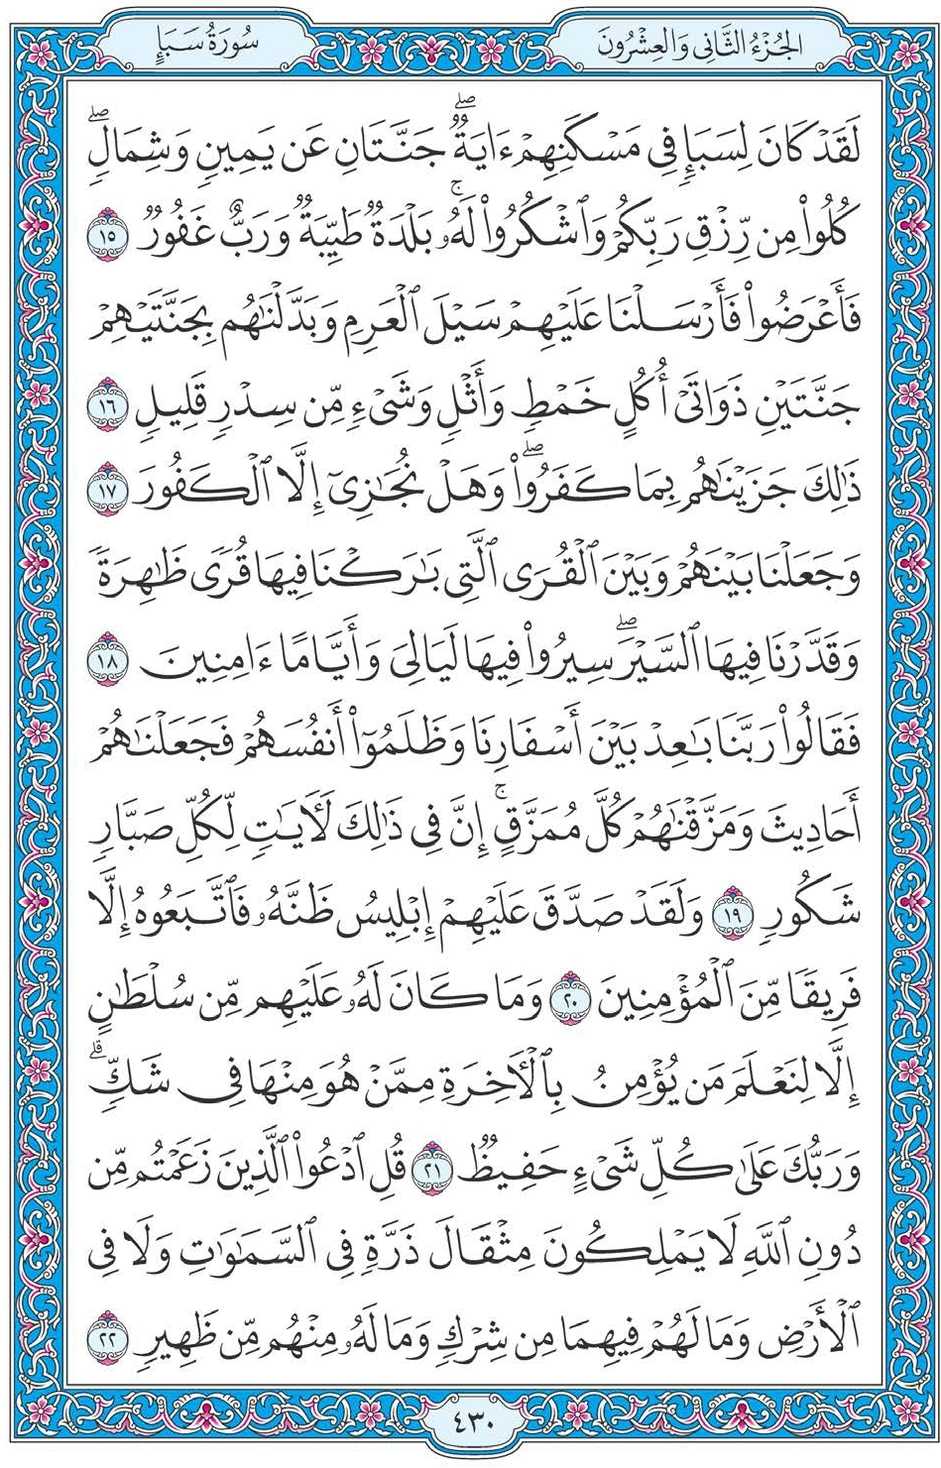 الجُزْءُ الثَّانِي وَالعِشْرُونَ
سُورَةُ سَبَإٍ
لَقَدْ كَانَ لِسَبَإٍ فِي مَسْكَنِهِمْ ءَايَةٌۖ جَنَّتَانِ عَن يَمِينٍ وَشِمَالٍۖ
كُلُوا۟ مِن رِّزْقِ رَبِّكُمْ وَٱشْكُرُوا۟ لَهُۥۚ بَلْدَةٌ طَيِّبَةٌ وَرَبٌّ غَفُورٌ ١٥
فَأَعْرَضُوا۟ فَأَرْسَلْنَا عَلَيْهِمْ سَيْلَ ٱلْعَرِمِ وَبَدَّلْنَٰهُم بِجَنَّتَيْهِمْ
جَنَّتَيْنِ ذَوَاتَىْ أُكُلٍ خَمْطٍ وَأَثْلٍ وَشَىْءٍ مِّن سِدْرٍ قَلِيلٍ ١٦
ذَٰلِكَ جَزَيْنَٰهُم بِمَا كَفَرُوا۟ۖ وَهَلْ نُجَٰزِىٓ إِلَّا ٱلْكَفُورَ ١٧
وَجَعَلْنَا بَيْنَهُمْ وَبَيْنَ ٱلْقُرَى ٱلَّتِى بَٰرَكْنَا فِيهَا قُرًى ظَٰهِرَةً
وَقَدَّرْنَا فِيهَا ٱلسَّيْرَۖ سِيرُوا۟ فِيهَا لَيَالِىَ وَأَيَّامًا ءَامِنِينَ ١٨
فَقَالُوا۟ رَبَّنَا بَٰعِدْ بَيْنَ أَسْفَارِنَا وَظَلَمُوٓا۟ أَنفُسَهُمْ فَجَعَلْنَٰهُمْ
أَحَادِيثَ وَمَزَّقْنَٰهُمْ كُلَّ مُمَزَّقٍۚ إِنَّ فِى ذَٰلِكَ لَءَايَٰتٍ لِّكُلِّ صَبَّارٍ
شَكُورٍ ١٩ وَلَقَدْ صَدَّقَ عَلَيْهِمْ إِبْلِيسُ ظَنَّهُۥ فَٱتَّبَعُوهُ إِلَّا
فَرِيقًا مِّنَ ٱلْمُؤْمِنِينَ ٢٠ وَمَا كَانَ لَهُۥ عَلَيْهِم مِّن سُلْطَٰنٍ
إِلَّا لِنَعْلَمَ مَن يُؤْمِنُ بِٱلْءَاخِرَةِ مِمَّنْ هُوَ مِنْهَا فِى شَكٍّۗ
وَرَبُّكَ عَلَىٰ كُلِّ شَىْءٍ حَفِيظٌ ٢١ قُلِ ٱدْعُوا۟ ٱلَّذِينَ زَعَمْتُم مِّن
دُونِ ٱللَّهِ لَا يَمْلِكُونَ مِثْقَالَ ذَرَّةٍ فِى ٱلسَّمَٰوَٰتِ وَلَا فِى
ٱلْأَرْضِ وَمَا لَهُمْ فِيهِمَا مِن شِرْكٍ وَمَا لَهُۥ مِنْهُم مِّن ظَهِيرٍ ٢٢
٤٣٠